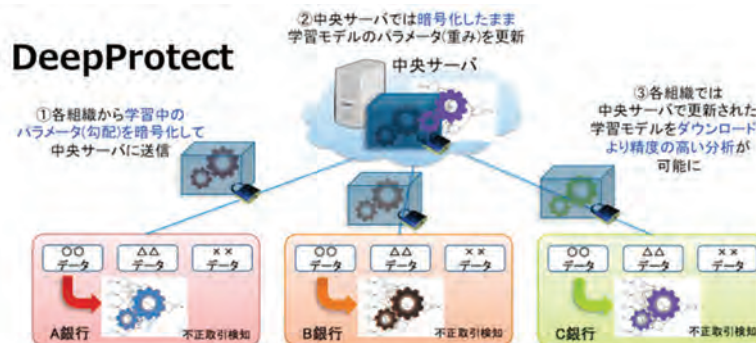 DeepProtect
②中央サーバでは暗号化したまま
学習モデルのパラメータ(重み)を更新
中央サーバ
①各組織から学習中の
パラメータ(勾配)を暗号化して
中央サーバに送信
③各組織では
中央サーバで更新された
学習モデルをダウンロード
より精度の高い分析が
可能に
○○
データ
△△
データ
××
データ
A銀行
不正取引検知
○○
データ
△△
データ
××
データ
B銀行
不正取引検知
○○
データ
△△
データ
××
データ
C銀行
不正取引検知